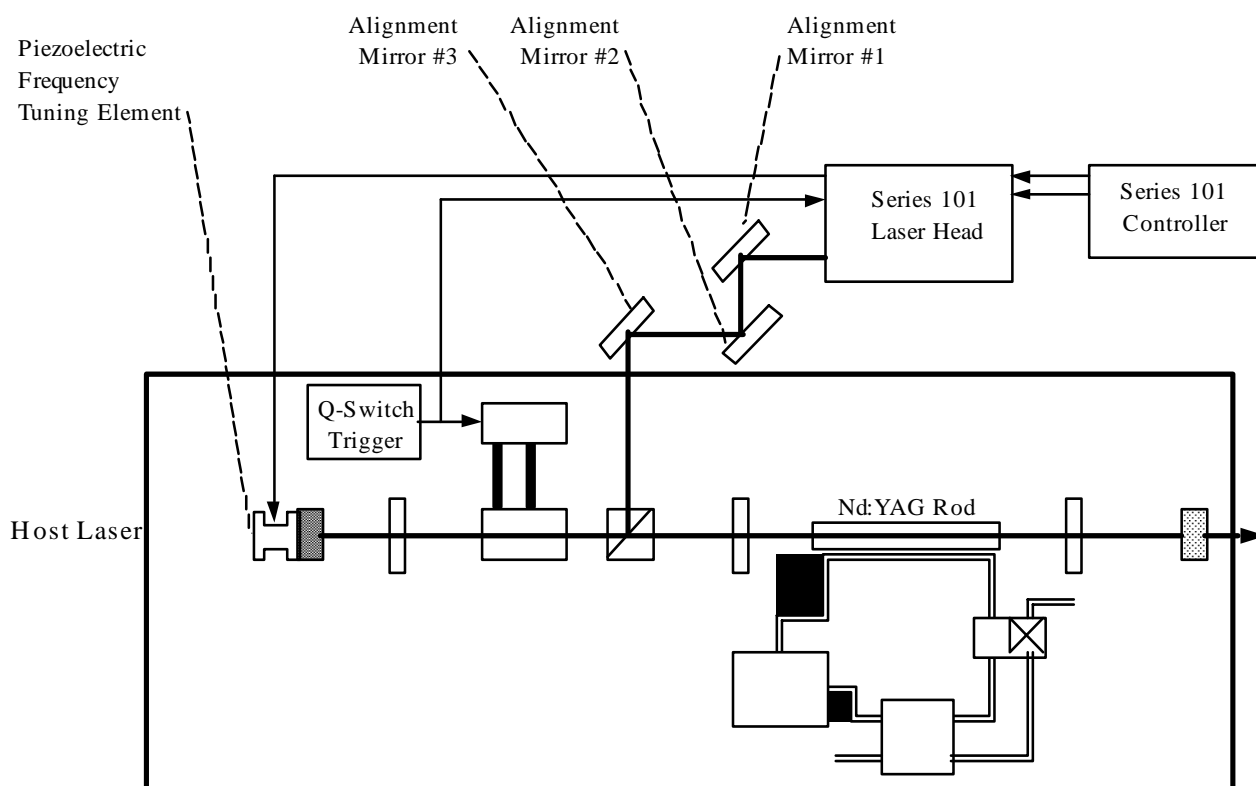 Alignment
Mirror #3
Alignment
Mirror #2
Alignment
Mirror #1
Piezoelectric
Frequency
Tuning Element
Series 101
Laser Head
Series 101
Controller
Q-Switch
Trigger
Nd:YAG Rod
Host Laser